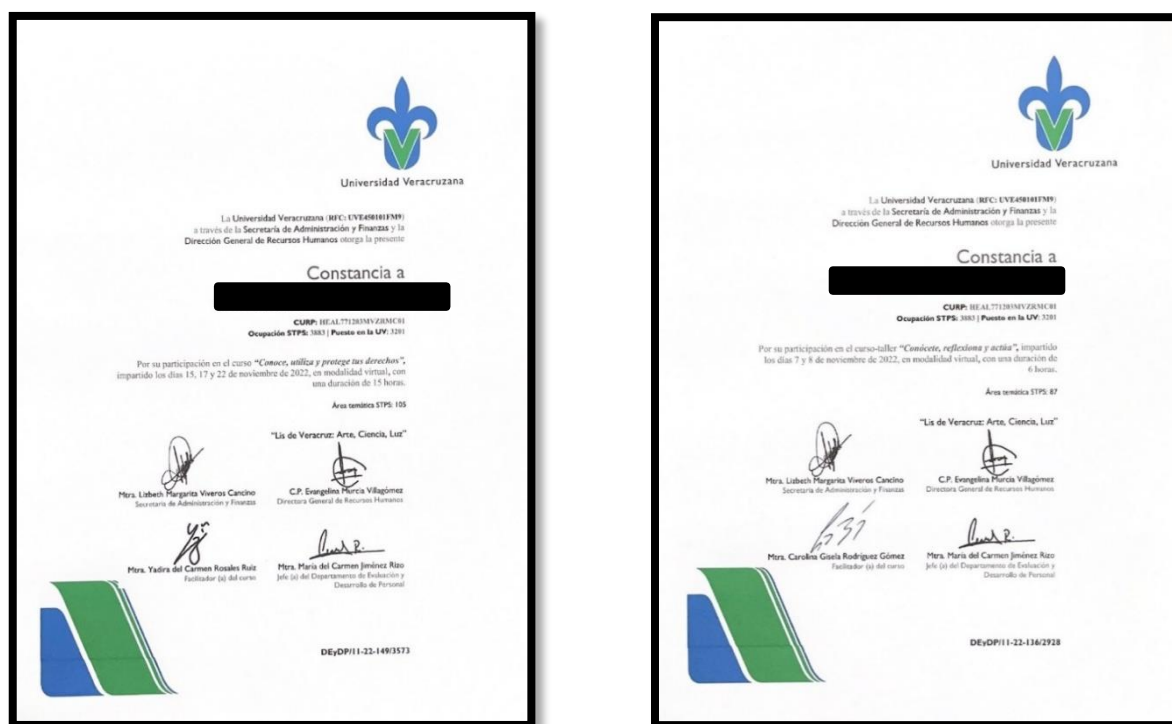 Universidad Veracruzana
La Universidad Veracruzana (RFC: UVE450101FM9)
a través de la Secretaría de Administración y Finanzas y la
Dirección General de Recursos Humanos otorga la presente
Constancia a
CURP: HEAL771203MVZRMC01
Ocupación STPS: 3883 | Puesto en la UV: 3201
Por su participación en el curso "Conoce, utiliza y protege tus derechos",
impartido los días 15, 17 y 22 de noviembre de 2022, en modalidad virtual, con
una duración de 15 horas.
Área temática STPS: 105
"Lis de Veracruz: Arte, Ciencia, Luz"
Mtra. Lizbeth Margarita Viveros Cancino
Secretaria de Administración y Finanzas
C.P. Evangelina Murcia Villagómez
Directora General de Recursos Humanos
Mtra. Yadira del Carmen Rosales Ruiz
Facilitador (a) del curso
Mtra. María del Carmen Jiménez Rizo
Jefe (a) del Departamento de Evaluación y
Desarrollo de Personal
DEyDP/11-22-149/3573
Universidad Veracruzana
La Universidad Veracruzana (RFC: UVE450101FM9)
a través de la Secretaría de Administración y Finanzas y la
Dirección General de Recursos Humanos otorga la presente
Constancia a
CURP: HEAL771203MVZRMC01
Ocupación STPS: 3883 | Puesto en la UV: 3201
Por su participación en el curso-taller "Conócete, reflexiona y actúa", impartido
los días 7 y 8 de noviembre de 2022, en modalidad virtual, con una duración de
6 horas.
Área temática STPS: 87
"Lis de Veracruz: Arte, Ciencia, Luz"
Mtra. Lizbeth Margarita Viveros Cancino
Secretaria de Administración y Finanzas
C.P. Evangelina Murcia Villagómez
Directora General de Recursos Humanos
Mtra. Carolina Gisela Rodríguez Gómez
Facilitador (a) del curso
Mtra. María del Carmen Jiménez Rizo
Jefe (a) del Departamento de Evaluación y
Desarrollo de Personal
DEyDP/11-22-136/2928